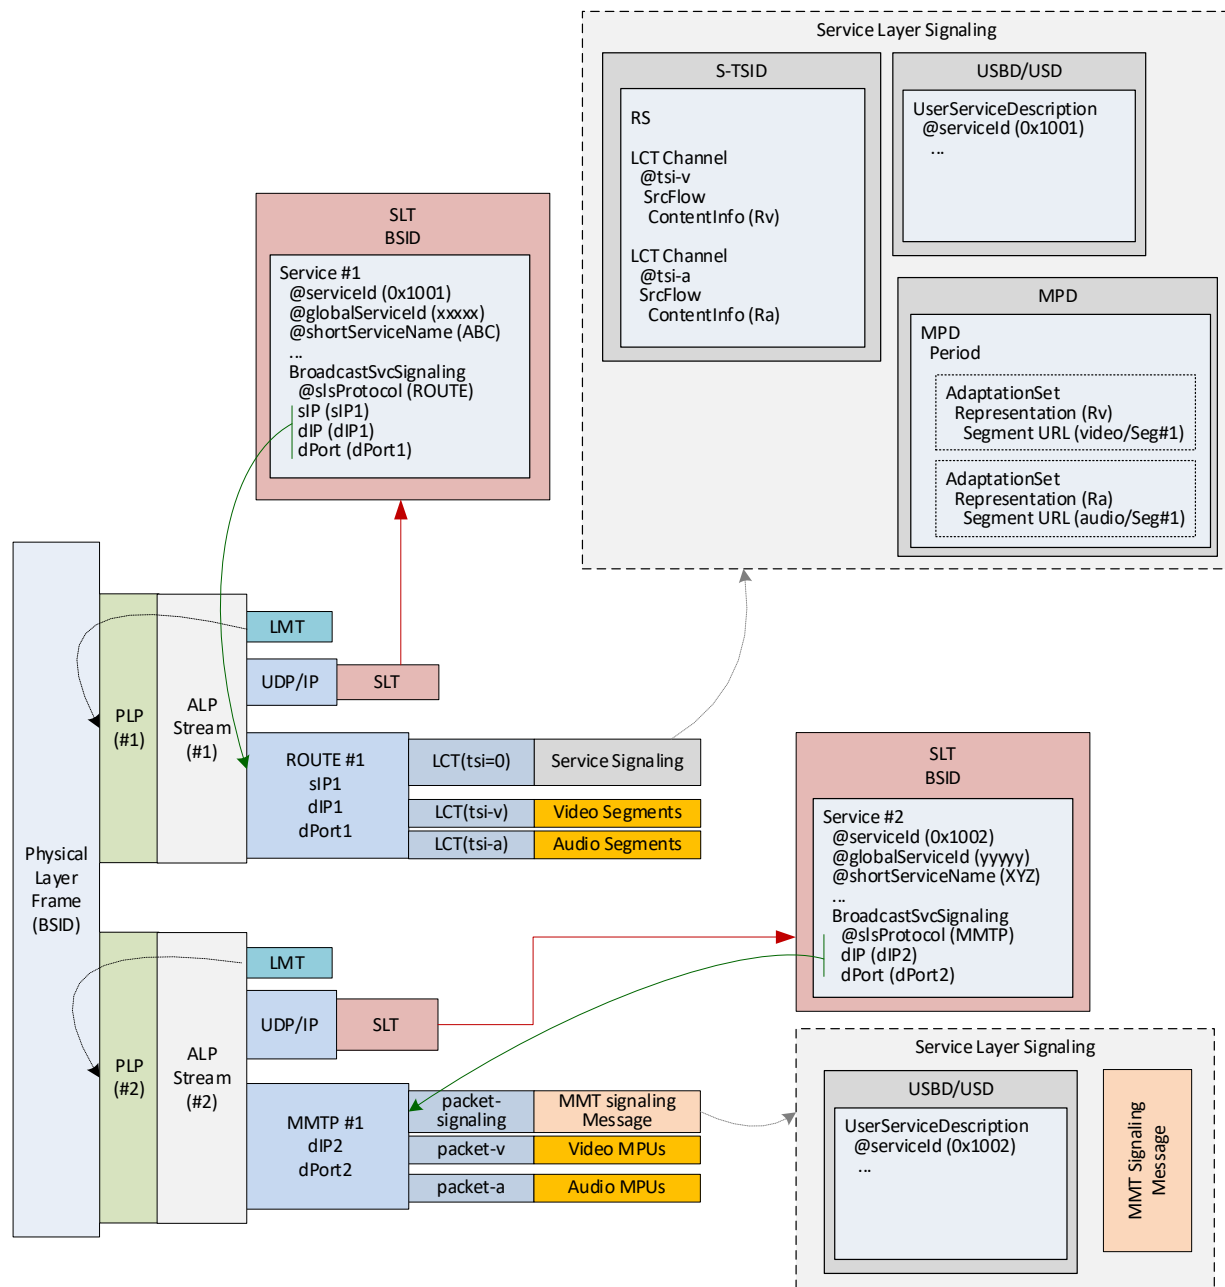 Service Layer Signaling
S-TSID
RS
LCT Channel
@tsi-v
SrcFlow
ContentInfo (Rv)
LCT Channel
@tsi-a
SrcFlow
ContentInfo (Ra)
USBD/USD
UserServiceDescription
@serviceId (0x1001)
...
MPD
MPD
Period
AdaptationSet
Representation (Rv)
Segment URL (video/Seg#1)
AdaptationSet
Representation (Ra)
Segment URL (audio/Seg#1)
SLT
BSID
Service #1
@serviceId (0x1001)
@globalServiceId (xxxxx)
@shortServiceName (ABC)
...
BroadcastSvcSignaling
@slsProtocol (ROUTE)
sIP (sIP1)
dIP (dIP1)
dPort (dPort1)
Physical
Layer
Frame
(BSID)
PLP
(#1)
ALP
Stream
(#1)
LMT
UDP/IP
SLT
ROUTE #1
sIP1
dIP1
dPort1
LCT(tsi=0)
Service Signaling
LCT(tsi-v)
Video Segments
LCT(tsi-a)
Audio Segments
SLT
BSID
Service #2
@serviceId (0x1002)
@globalServiceId (yyyyy)
@shortServiceName (XYZ)
...
BroadcastSvcSignaling
@slsProtocol (MMTP)
dIP (dIP2)
dPort (dPort2)
PLP
(#2)
ALP
Stream
(#2)
LMT
UDP/IP
SLT
MMTP #1
dIP2
dPort2
packet-
signaling
MMT signaling
Message
packet-v
Video MPUs
packet-a
Audio MPUs
Service Layer Signaling
USBD/USD
UserServiceDescription
@serviceId (0x1002)
...
MMT Signaling
Message